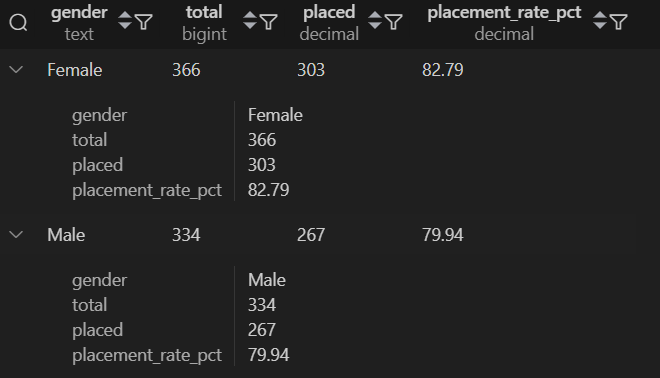 gender total placed placement_rate_pct
text bigint decimal decimal
Female 366 303 82.79
gender Female
total 366
placed 303
placement_rate_pct 82.79
Male 334 267 79.94
gender Male
total 334
placed 267
placement_rate_pct 79.94